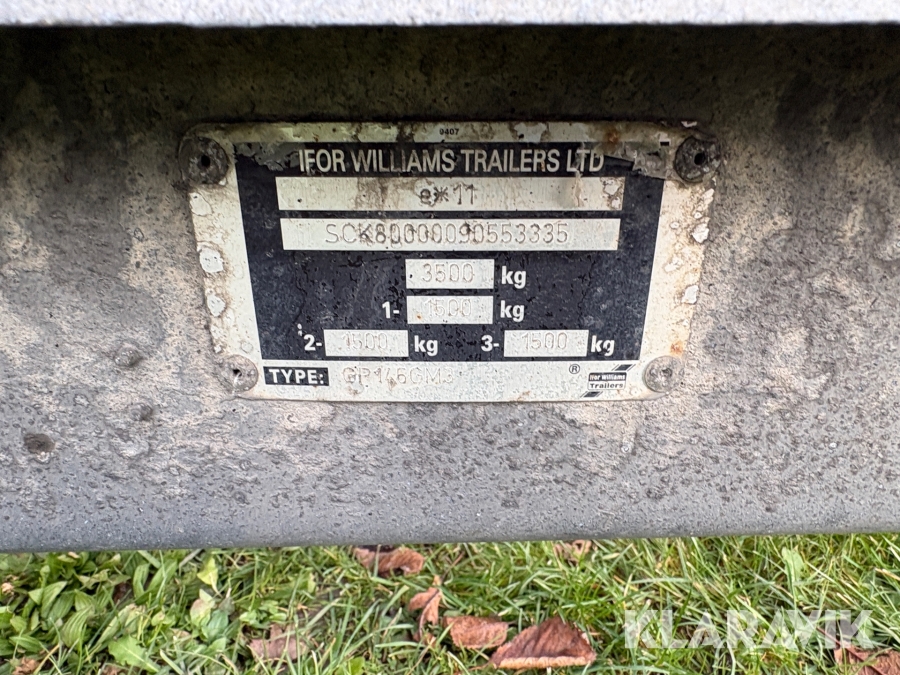 9407
IFOR WILLIAMS TRAILERS LTD
e*11
SCK80000090553335
3500 kg
1- 1500 kg
2- 1500 kg 3- 1500 kg
TYPE: ®
Ifor Williams
Trailers
KLARAVIK